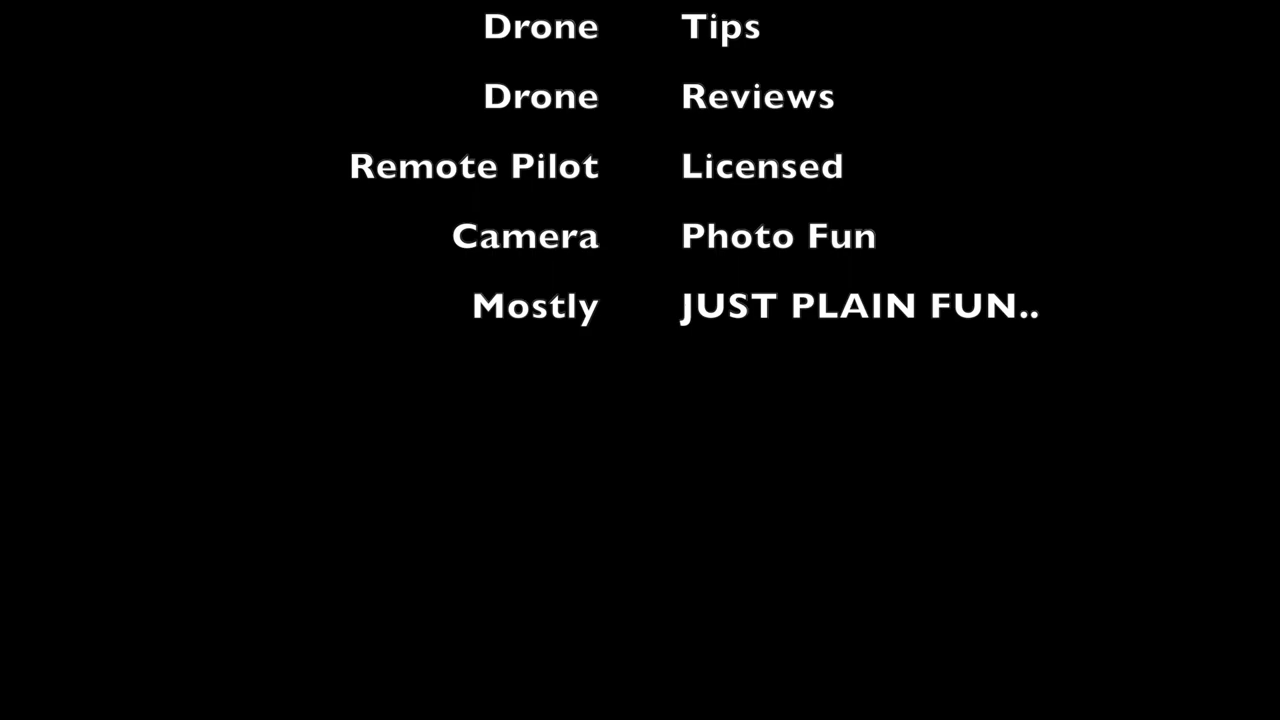 Drone Tips
Drone Reviews
Remote Pilot Licensed
Camera Photo Fun
Mostly JUST PLAIN FUN..